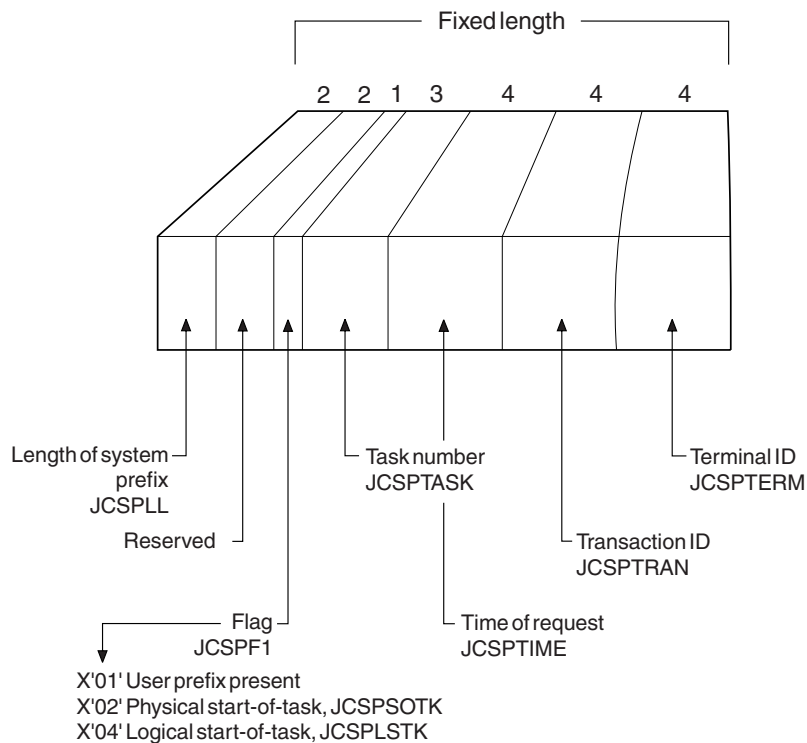 Fixed length
2 2 1 3 4 4 4
Length of system
prefix
JCSPLL
Task number
JCSPTASK
Terminal ID
JCSPTERM
Reserved
Transaction ID
JCSPTRAN
Flag
JCSPF1
Time of request
JCSPTIME
X'01' User prefix present
X'02' Physical start-of-task, JCSPSOTK
X'04' Logical start-of-task, JCSPLSTK